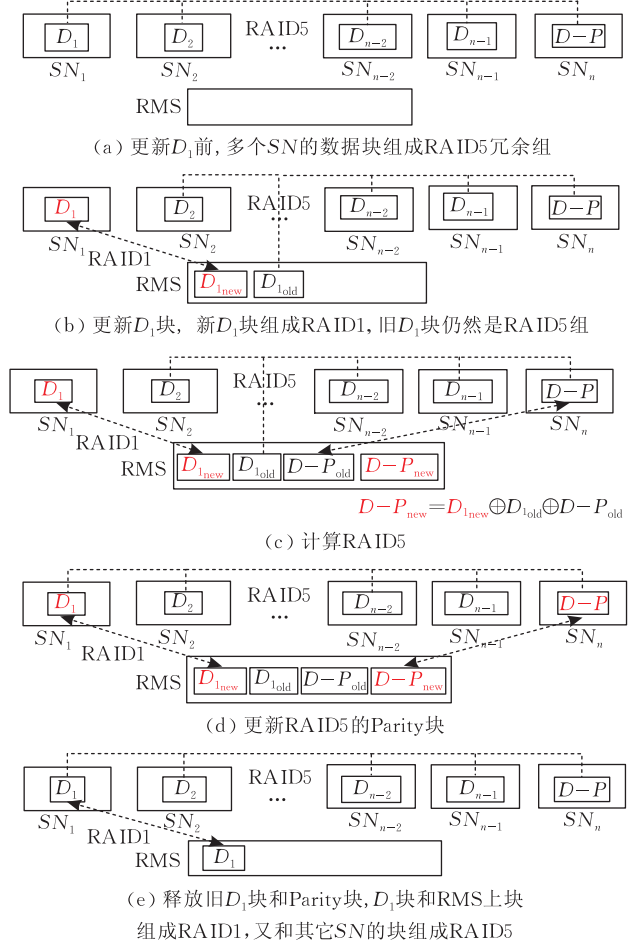 D₁ D₂ RAID5 ... Dₙ₋₂ Dₙ₋₁ D−P
SN₁ SN₂ SNₙ₋₂ SNₙ₋₁ SNₙ
RMS
(a) 更新D₁前,多个SN的数据块组成RAID5冗余组
D₁ D₂ RAID5 ... Dₙ₋₂ Dₙ₋₁ D−P
SN₁ RAID1 SN₂ SNₙ₋₂ SNₙ₋₁ SNₙ
RMS D₁new D₁old
(b) 更新D₁块, 新D₁块组成RAID1,旧D₁块仍然是RAID5组
D₁ D₂ RAID5 ... Dₙ₋₂ Dₙ₋₁ D−P
SN₁ RAID1 SN₂ SNₙ₋₂ SNₙ₋₁ SNₙ
RMS D₁new D₁old D−Pold D−Pnew
D−Pnew=D₁new⊕D₁old⊕D−Pold
(c) 计算RAID5
D₁ D₂ RAID5 ... Dₙ₋₂ Dₙ₋₁ D−P
SN₁ RAID1 SN₂ SNₙ₋₂ SNₙ₋₁ SNₙ
RMS D₁new D₁old D−Pold D−Pnew
(d) 更新RAID5的Parity块
D₁ D₂ RAID5 ... Dₙ₋₂ Dₙ₋₁ D−P
SN₁ RAID1 SN₂ SNₙ₋₂ SNₙ₋₁ SNₙ
RMS D₁
(e) 释放旧D₁块和Parity块,D₁块和RMS上块
组成RAID1,又和其它SN的块组成RAID5